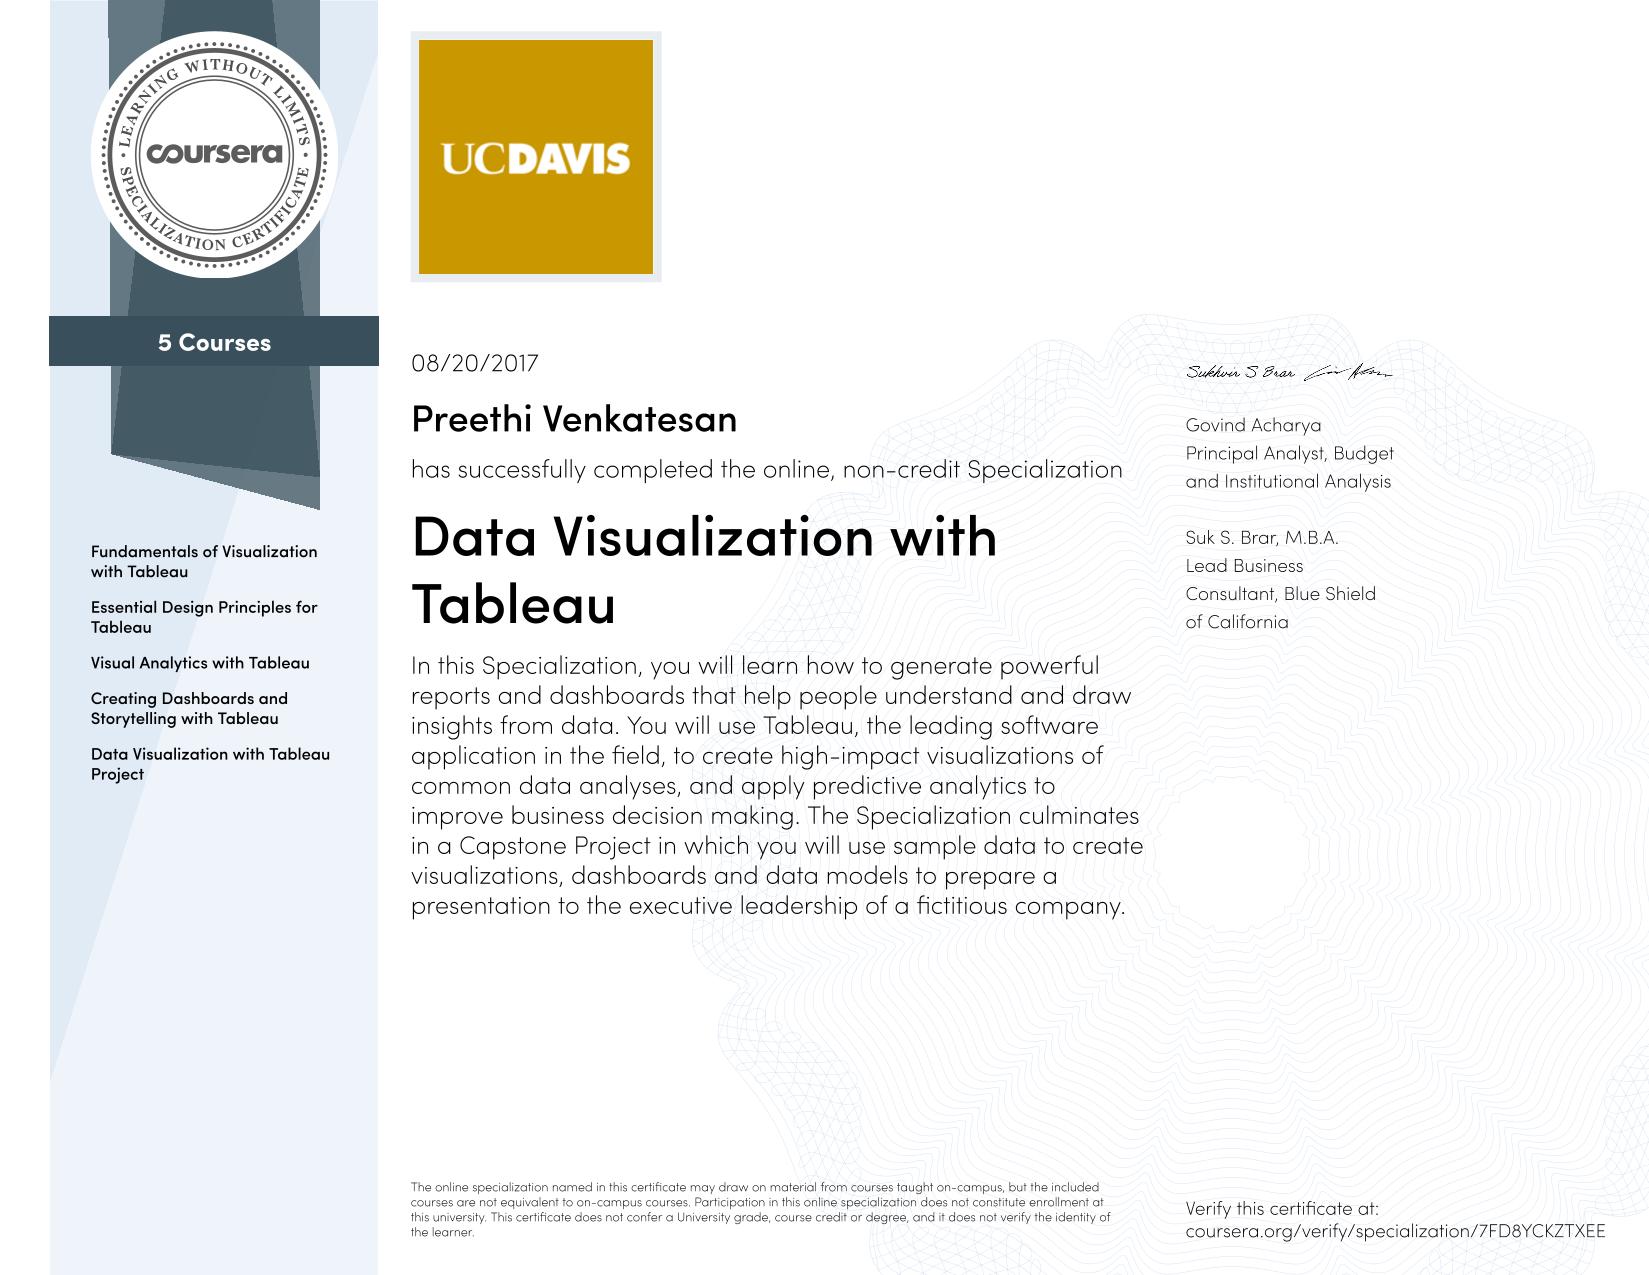 LEARNING WITHOUT LIMITS
coursera
SPECIALIZATION CERTIFICATE
UCDAVIS
5 Courses
Fundamentals of Visualization
with Tableau
Essential Design Principles for
Tableau
Visual Analytics with Tableau
Creating Dashboards and
Storytelling with Tableau
Data Visualization with Tableau
Project
08/20/2017
Preethi Venkatesan
has successfully completed the online, non-credit Specialization
Data Visualization with
Tableau
In this Specialization, you will learn how to generate powerful
reports and dashboards that help people understand and draw
insights from data. You will use Tableau, the leading software
application in the field, to create high-impact visualizations of
common data analyses, and apply predictive analytics to
improve business decision making. The Specialization culminates
in a Capstone Project in which you will use sample data to create
visualizations, dashboards and data models to prepare a
presentation to the executive leadership of a fictitious company.
Sukhvir S Brar
Govind Acharya
Principal Analyst, Budget
and Institutional Analysis
Suk S. Brar, M.B.A.
Lead Business
Consultant, Blue Shield
of California
The online specialization named in this certificate may draw on material from courses taught on-campus, but the included
courses are not equivalent to on-campus courses. Participation in this online specialization does not constitute enrollment at
this university. This certificate does not confer a University grade, course credit or degree, and it does not verify the identity of
the learner.
Verify this certificate at:
coursera.org/verify/specialization/7FD8YCKZTXEE